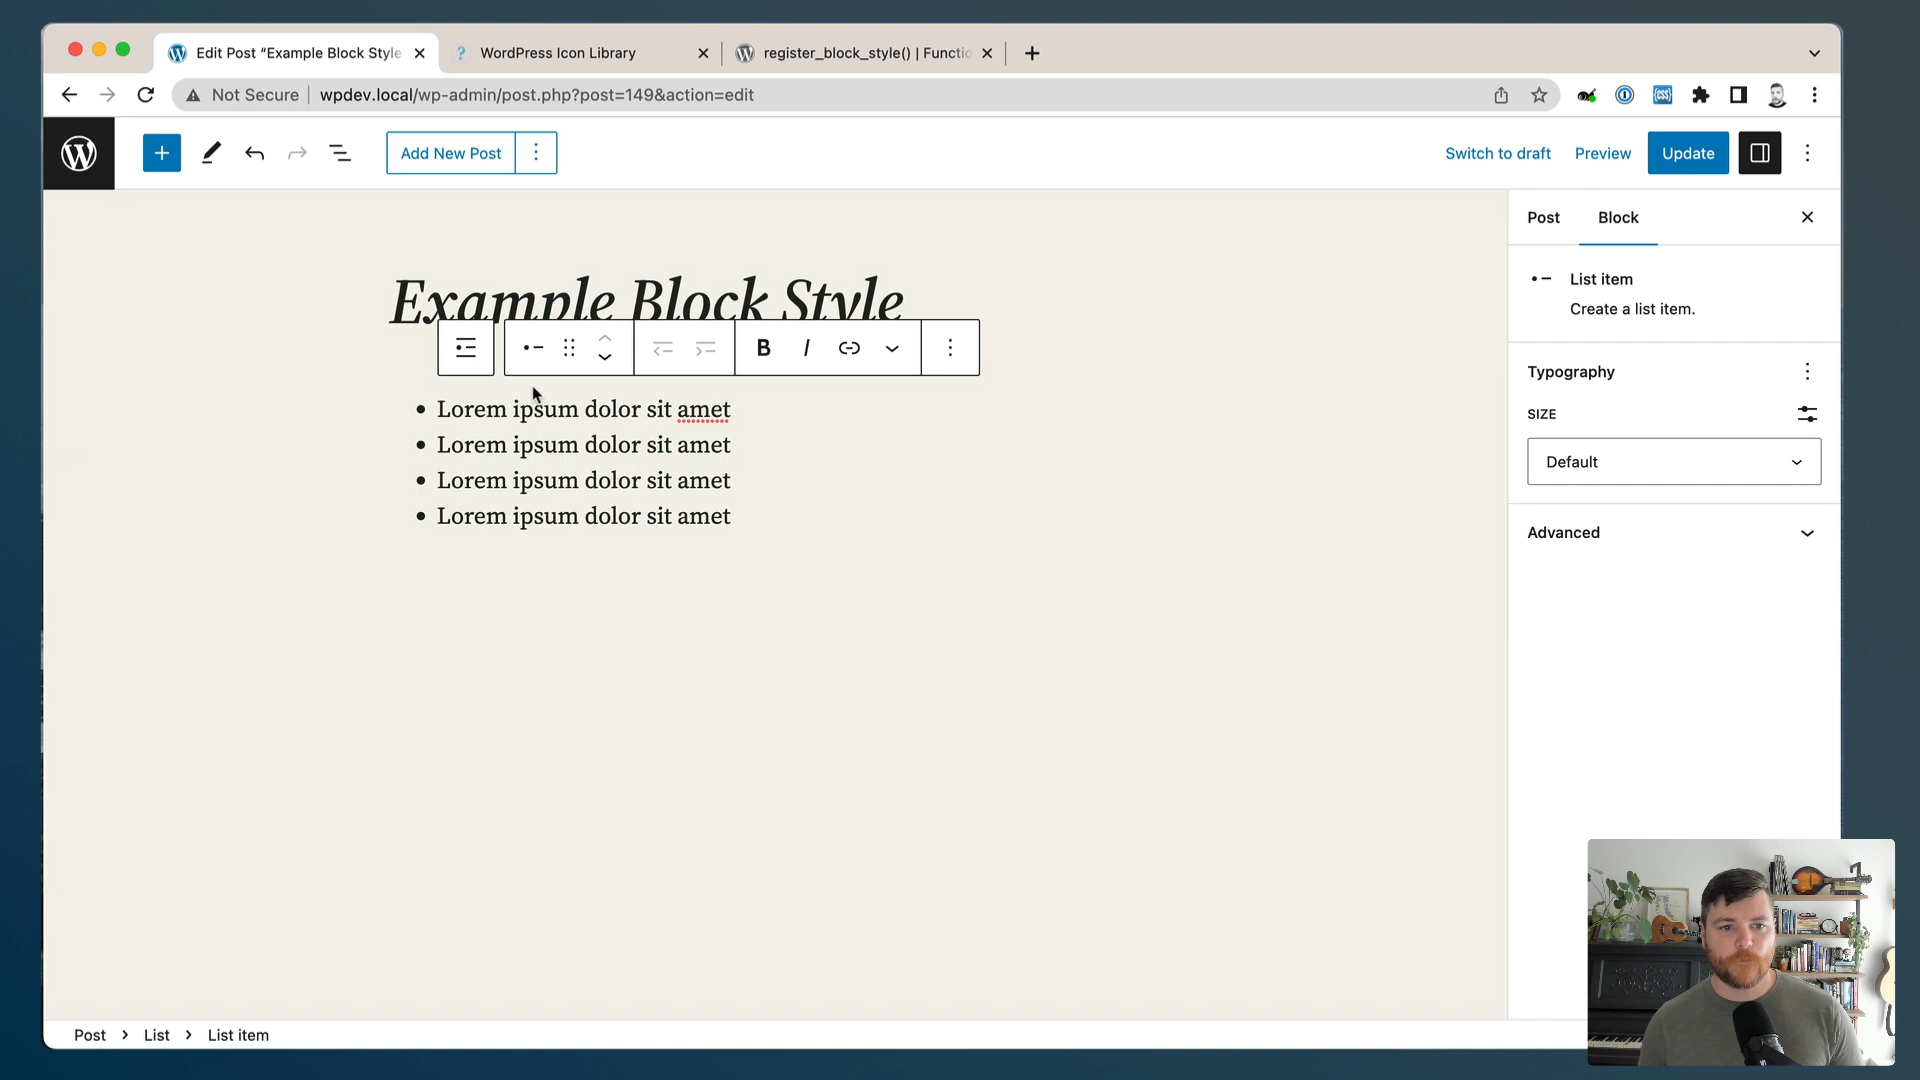 Edit Post “Example Block Style
WordPress Icon Library
register_block_style() | Functio
Not Secure
wpdev.local/wp-admin/post.php?post=149&action=edit
Add New Post
Switch to draft
Preview
Update
Post
Block
List item
Create a list item.
Example Block Style
B
I
Typography
SIZE
Default
Lorem ipsum dolor sit amet
Lorem ipsum dolor sit amet
Lorem ipsum dolor sit amet
Lorem ipsum dolor sit amet
Advanced
Post > List > List item